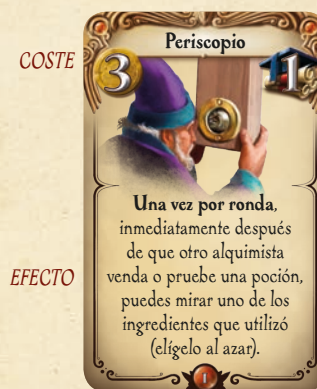 Periscopio
COSTE
3
1
Una vez por ronda,
inmediatamente después
de que otro alquimista
EFECTO
venda o pruebe una poción,
puedes mirar uno de los
ingredientes que utilizó
(elígelo al azar).
1